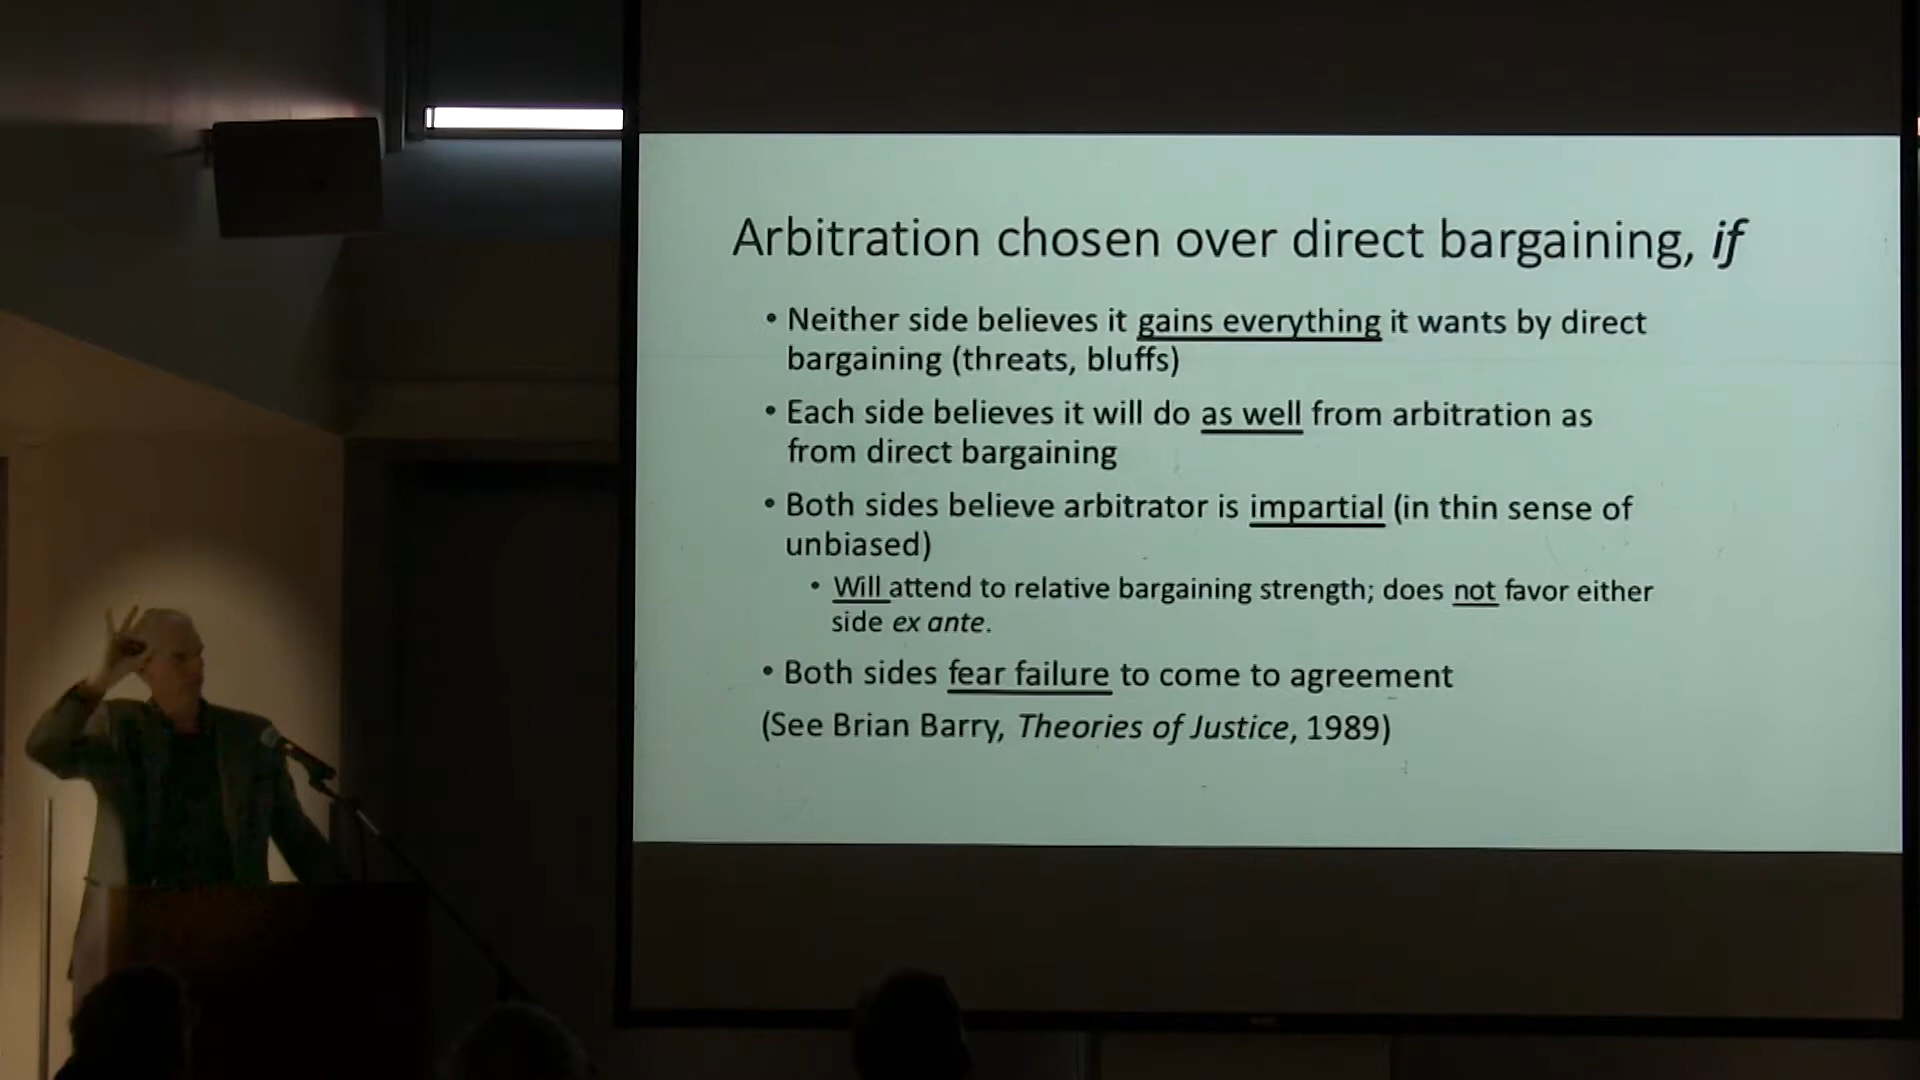 Arbitration chosen over direct bargaining, if
• Neither side believes it gains everything it wants by direct
bargaining (threats, bluffs)
• Each side believes it will do as well from arbitration as
from direct bargaining
• Both sides believe arbitrator is impartial (in thin sense of
unbiased)
• Will attend to relative bargaining strength; does not favor either
side ex ante.
• Both sides fear failure to come to agreement
(See Brian Barry, Theories of Justice, 1989)